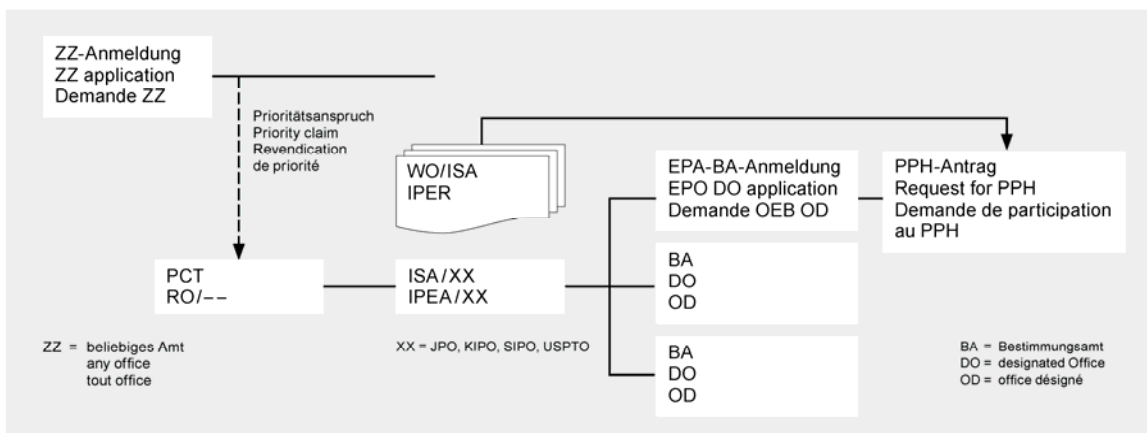 ZZ-Anmeldung
ZZ application
Demande ZZ
Prioritätsanspruch
Priority claim
Revendication
de priorité
WO/ISA
IPER
EPA-BA-Anmeldung
EPO DO application
Demande OEB OD
PPH-Antrag
Request for PPH
Demande de participation
au PPH
PCT
RO/--
ISA/XX
IPEA/XX
BA
DO
OD
BA
DO
OD
ZZ = beliebiges Amt
any office
tout office
XX = JPO, KIPO, SIPO, USPTO
BA = Bestimmungsamt
DO = designated Office
OD = office désigné